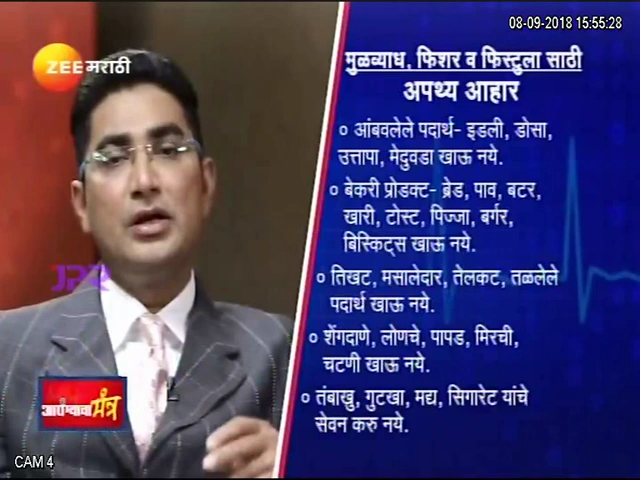 08-09-2018 15:55:28
ZEE मराठी
मुळव्याध, फिशर व फिस्टुला साठी
अपथ्य आहार
आंबवलेले पदार्थ- इडली, डोसा,
उत्तापा, मेदुवडा खाऊ नये.
बेकरी प्रोडक्ट- ब्रेड, पाव, बटर,
खारी, टोस्ट, पिज्जा, बर्गर,
बिस्किट्स खाऊ नये.
तिखट, मसालेदार, तेलकट, तळलेले
पदार्थ खाऊ नये.
शेंगदाणे, लोणचे, पापड, मिरची,
चटणी खाऊ नये.
तंबाखु, गुटखा, मद्य, सिगारेट यांचे
सेवन करु नये.
JPR
आरोग्याचा मंत्र
CAM 4